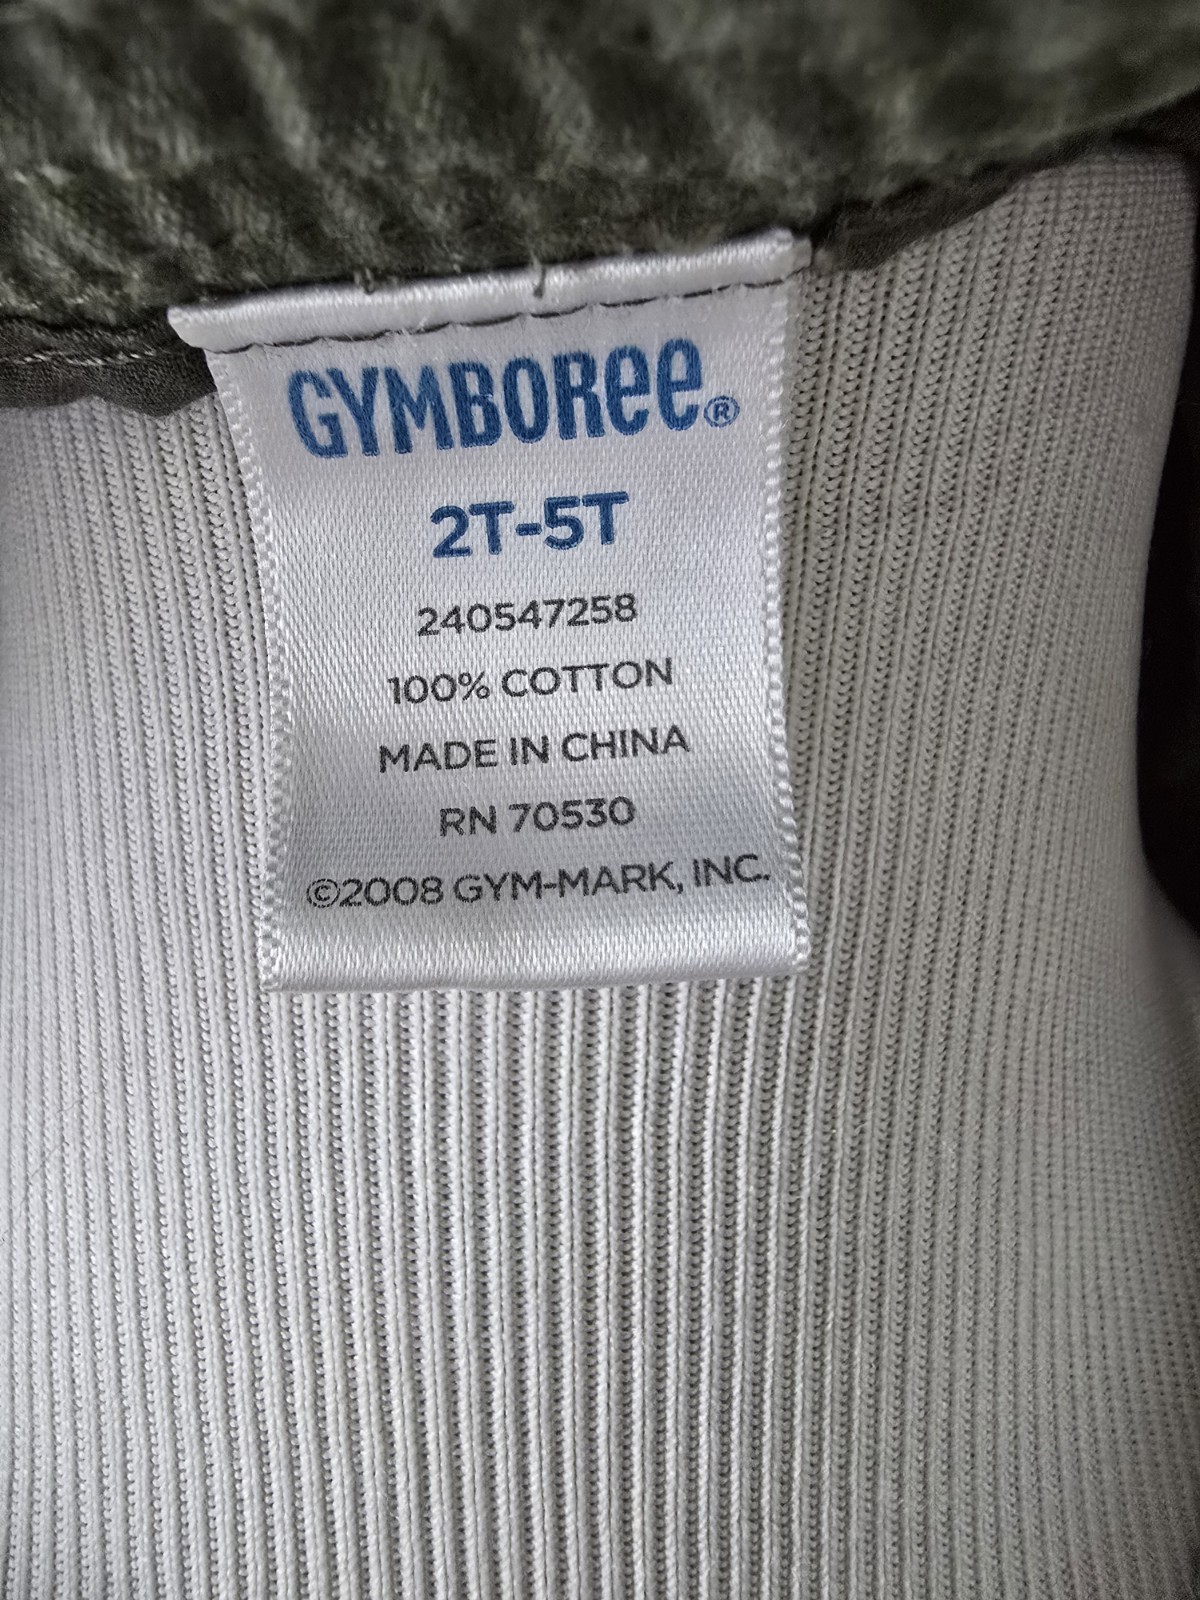 GYMBOREE®
2T-5T
240547258
100% COTTON
MADE IN CHINA
RN 70530
©2008 GYM-MARK, INC.